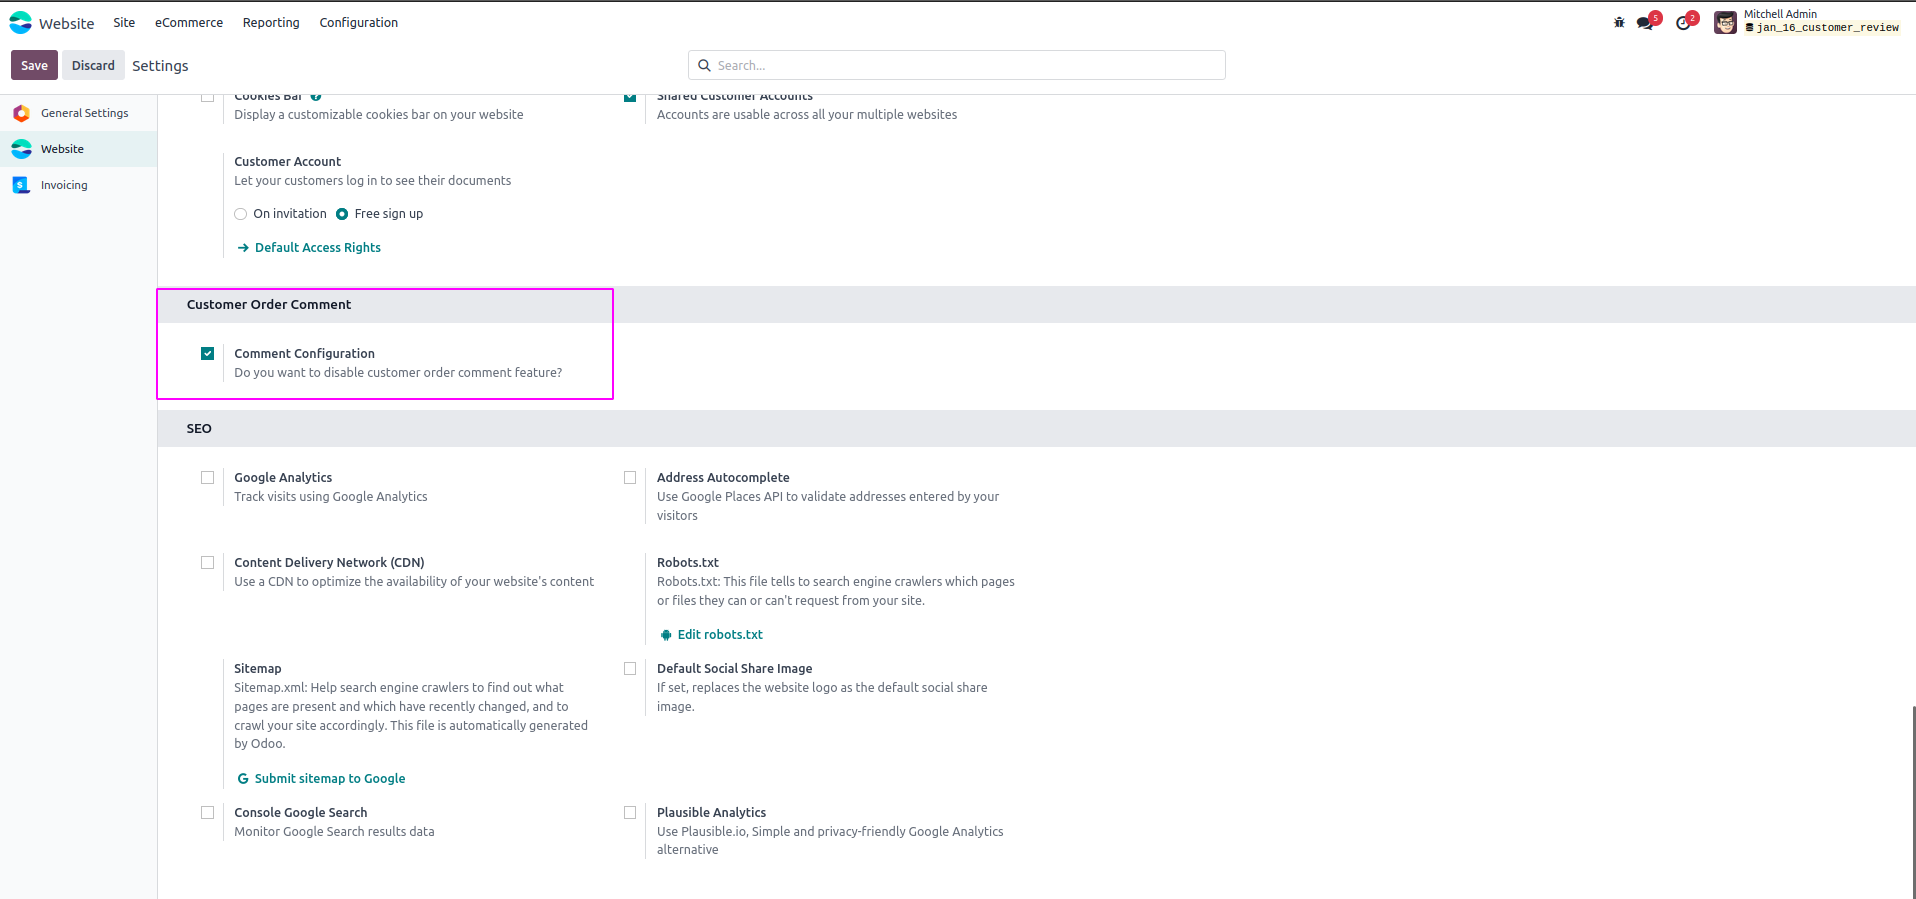 Website Site eCommerce Reporting Configuration
5 2 Mitchell Admin
jan_16_customer_review
Save Discard Settings Search...
General Settings
Website
Invoicing
Cookies Bar ? Shared Customer Accounts
Display a customizable cookies bar on your website Accounts are usable across all your multiple websites
Customer Account
Let your customers log in to see their documents
On invitation Free sign up
Default Access Rights
Customer Order Comment
Comment Configuration
Do you want to disable customer order comment feature?
SEO
Google Analytics
Track visits using Google Analytics
Address Autocomplete
Use Google Places API to validate addresses entered by your
visitors
Content Delivery Network (CDN)
Use a CDN to optimize the availability of your website's content
Robots.txt
Robots.txt: This file tells to search engine crawlers which pages
or files they can or can't request from your site.
Edit robots.txt
Sitemap
Sitemap.xml: Help search engine crawlers to find out what
pages are present and which have recently changed, and to
crawl your site accordingly. This file is automatically generated
by Odoo.
Submit sitemap to Google
Default Social Share Image
If set, replaces the website logo as the default social share
image.
Console Google Search
Monitor Google Search results data
Plausible Analytics
Use Plausible.io, Simple and privacy-friendly Google Analytics
alternative